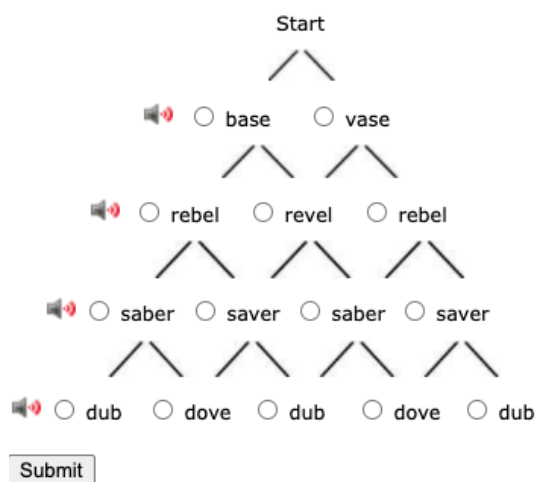 Start
base vase
rebel revel rebel
saber saver saber saver
dub dove dub dove dub
Submit